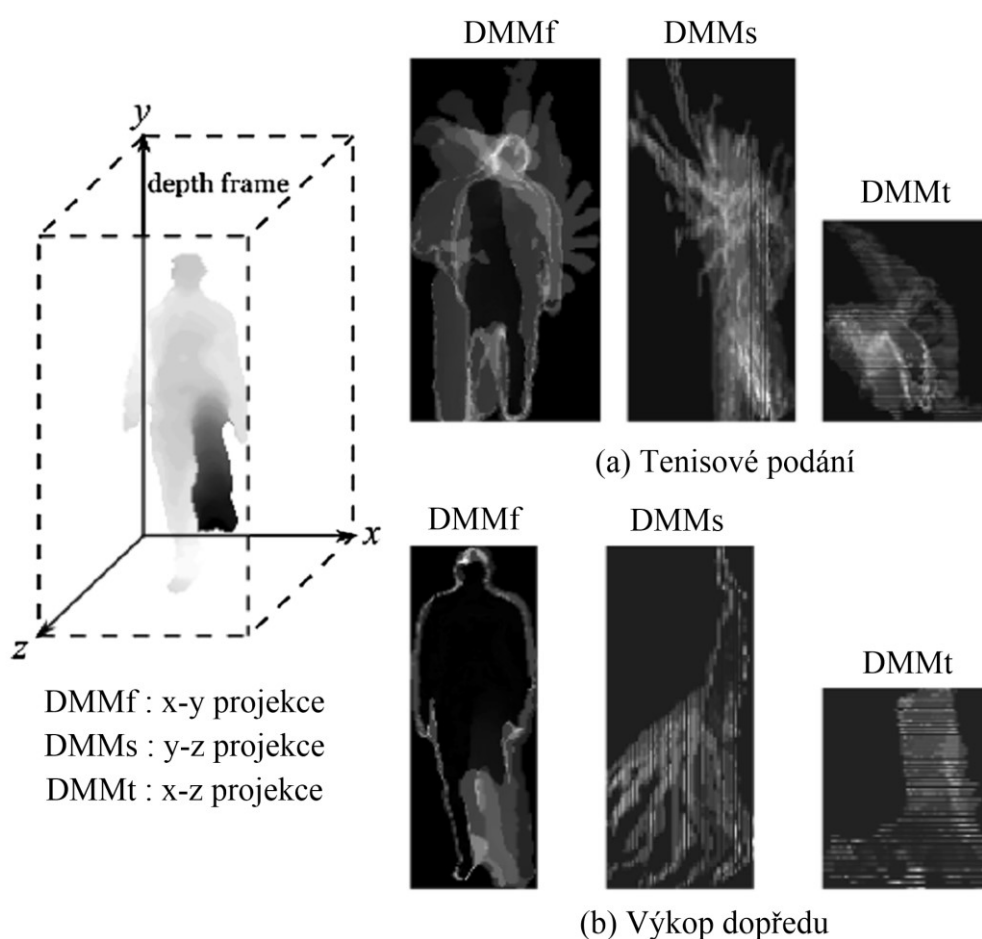 y
depth frame
x
z
DMMf : x-y projekce
DMMs : y-z projekce
DMMt : x-z projekce
DMMf
DMMs
DMMt
(a) Tenisové podání
DMMf
DMMs
DMMt
(b) Výkop dopředu